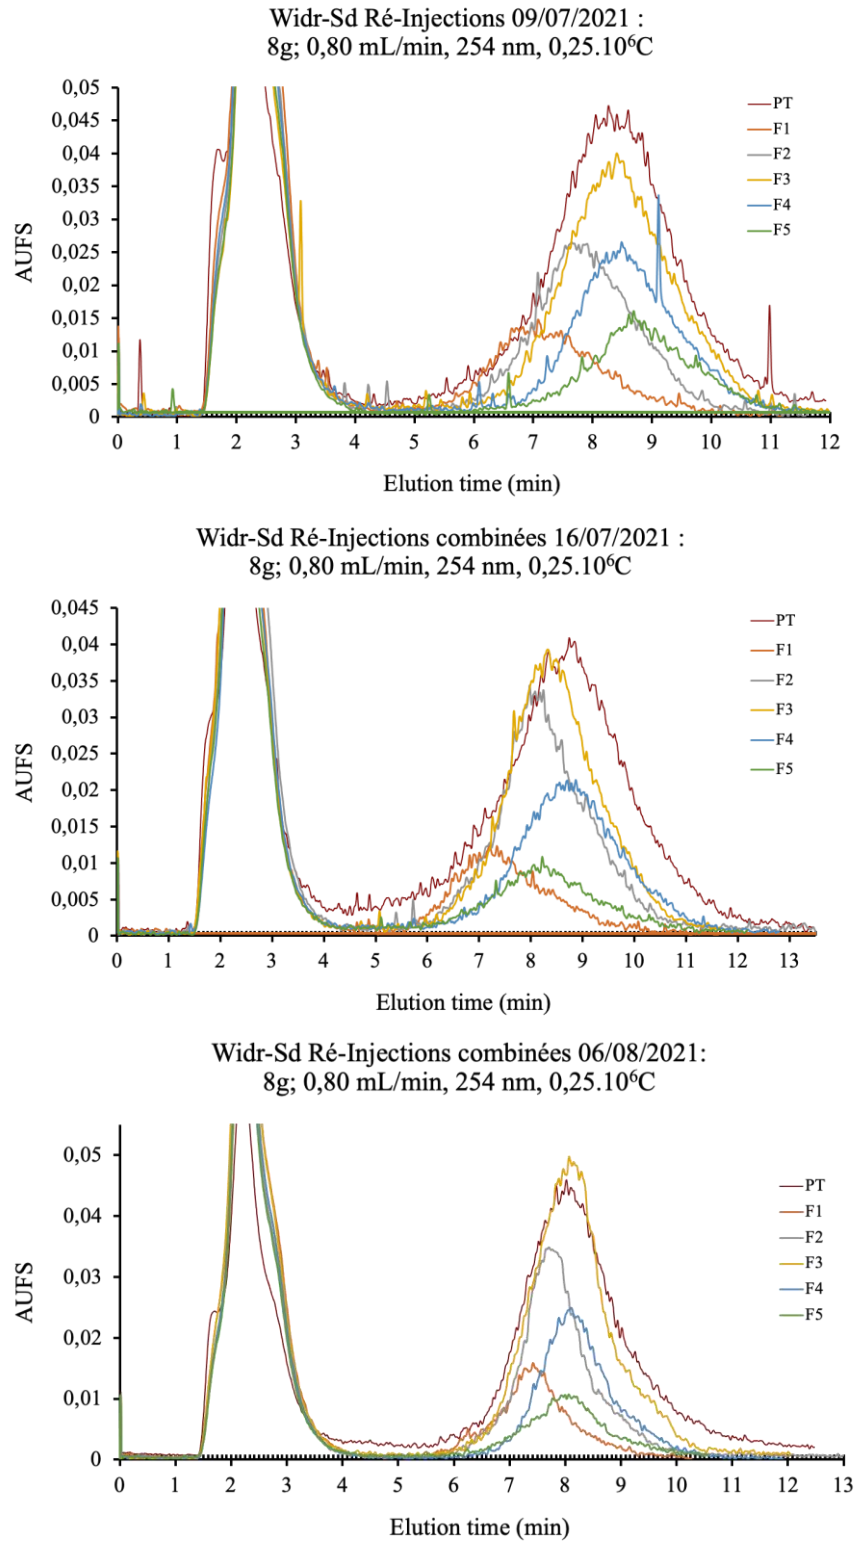 Widr-Sd Ré-Injections 09/07/2021 :
8g; 0,80 mL/min, 254 nm, 0,25.10⁶C
0,05
0,045
0,04
0,035
0,03
0,025
0,02
0,015
0,01
0,005
0
AUFS
PT
F1
F2
F3
F4
F5
0 1 2 3 4 5 6 7 8 9 10 11 12
Elution time (min)
Widr-Sd Ré-Injections combinées 16/07/2021 :
8g; 0,80 mL/min, 254 nm, 0,25.10⁶C
0,045
0,04
0,035
0,03
0,025
0,02
0,015
0,01
0,005
0
AUFS
PT
F1
F2
F3
F4
F5
0 1 2 3 4 5 6 7 8 9 10 11 12 13
Elution time (min)
Widr-Sd Ré-Injections combinées 06/08/2021:
8g; 0,80 mL/min, 254 nm, 0,25.10⁶C
0,05
0,04
0,03
0,02
0,01
0
AUFS
PT
F1
F2
F3
F4
F5
0 1 2 3 4 5 6 7 8 9 10 11 12 13
Elution time (min)